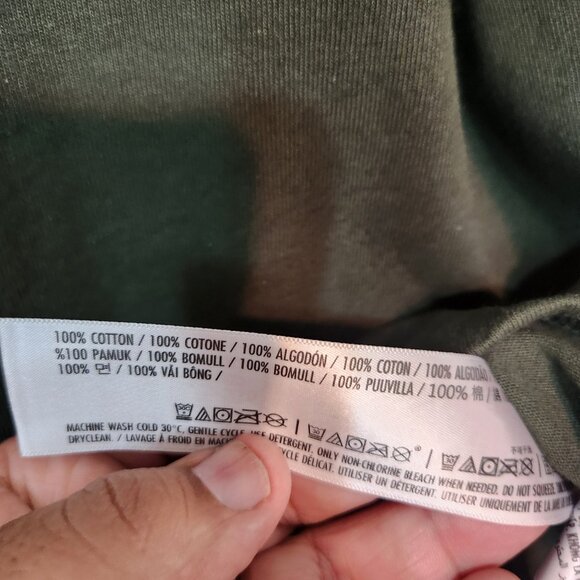 100% COTTON / 100% COTONE / 100% ALGODÓN / 100% COTON / 100% ALGODÃO
%100 PAMUK / 100% BOMULL / 100% BOMULL / 100% PUUVILLA / 100% 棉 /
100% 면 / 100% VẢI BÔNG /
MACHINE WASH COLD 30°C, GENTLE CYCLE, USE DETERGENT. ONLY NON-CHLORINE BLEACH WHEN NEEDED. DO NOT SQUEEZE.
DRYCLEAN. / LAVAGE À FROID EN MACHINE CYCLE DÉLICAT. UTILISER UN DÉTERGENT. UTILISER UNIQUEMENT DE LA